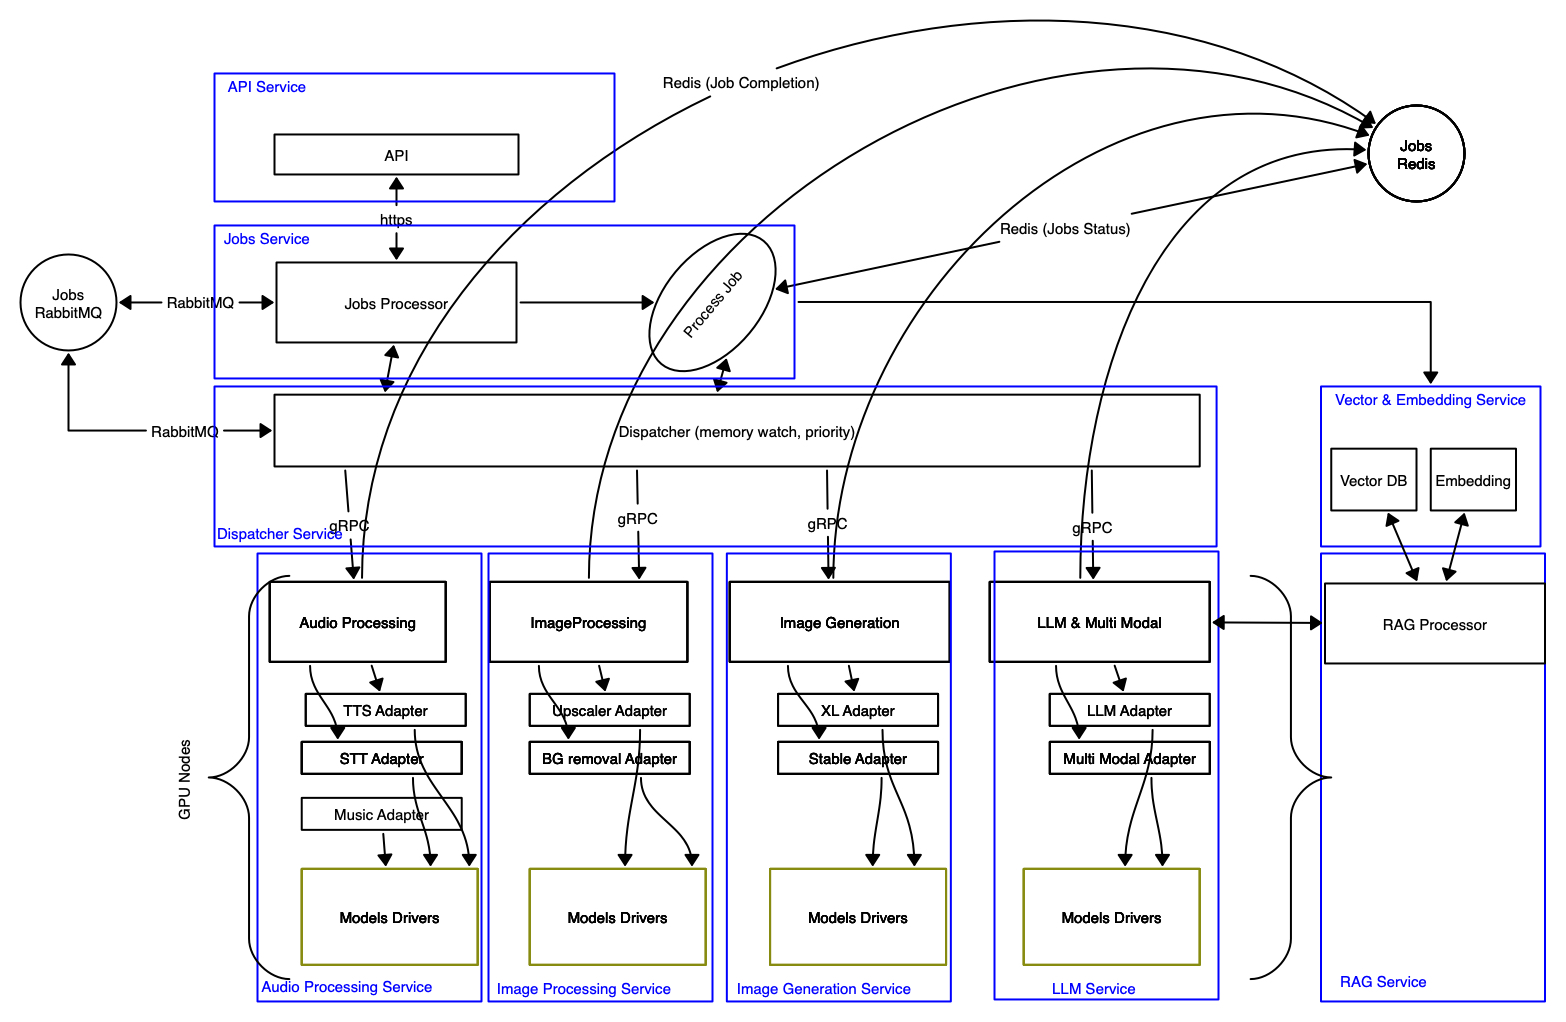 Redis (Job Completion)
API Service
API
Jobs
Redis
https
Redis (Jobs Status)
Jobs Service
Jobs
RabbitMQ
RabbitMQ
Jobs Processor
Process Job
Vector & Embedding Service
RabbitMQ
Dispatcher (memory watch, priority)
Vector DB
Embedding
gRPC
gRPC
gRPC
gRPC
Dispatcher Service
Audio Processing
ImageProcessing
Image Generation
LLM & Multi Modal
RAG Processor
TTS Adapter
Upscaler Adapter
XL Adapter
LLM Adapter
STT Adapter
BG removal Adapter
Stable Adapter
Multi Modal Adapter
GPU Nodes
Music Adapter
Models Drivers
Models Drivers
Models Drivers
Models Drivers
Audio Processing Service
Image Processing Service
Image Generation Service
LLM Service
RAG Service